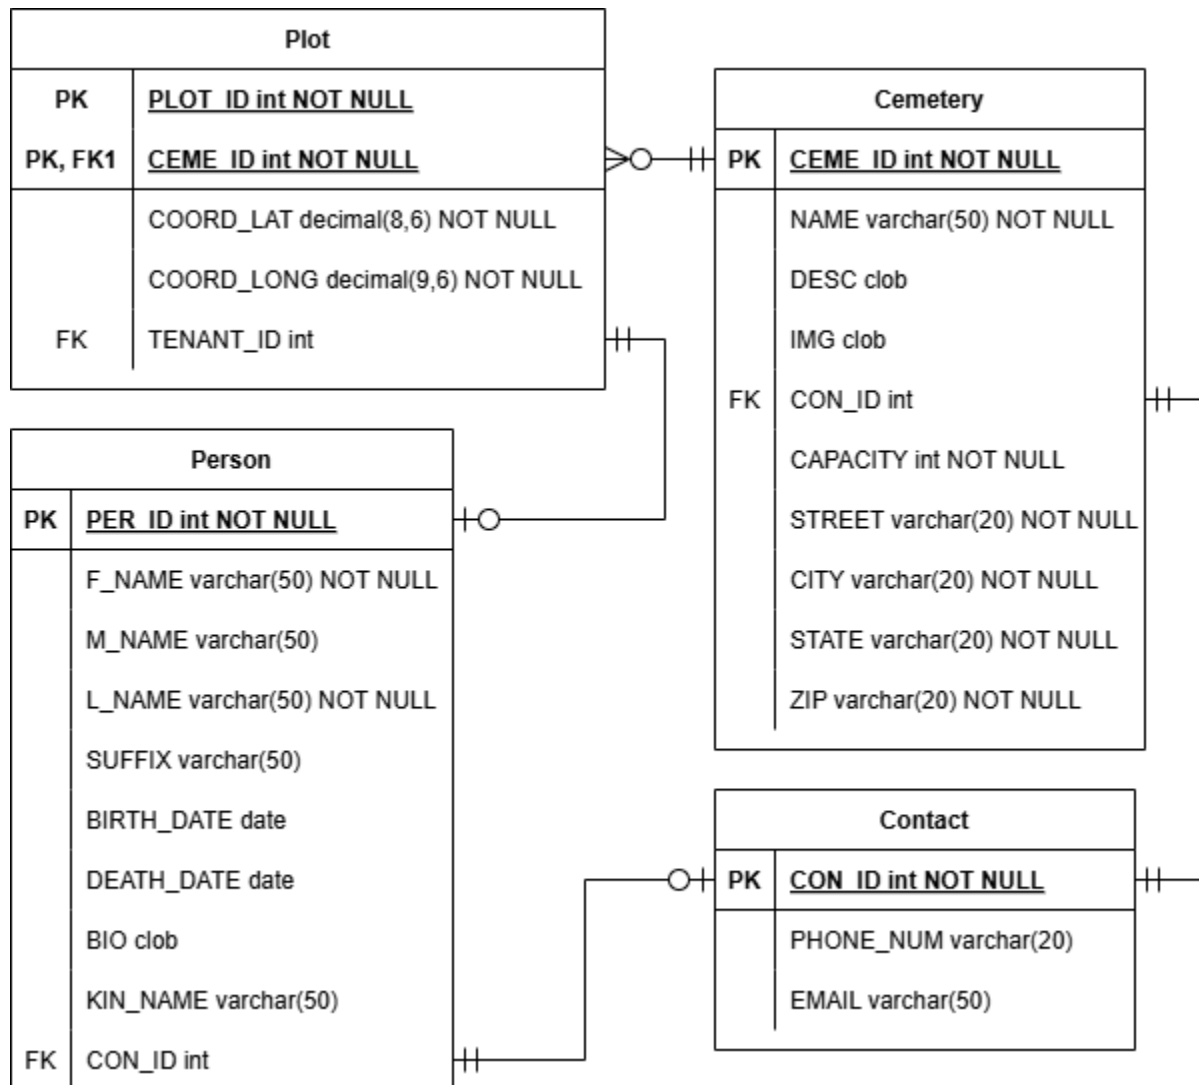 Plot
PK PLOT_ID int NOT NULL
PK, FK1 CEME_ID int NOT NULL
COORD_LAT decimal(8,6) NOT NULL
COORD_LONG decimal(9,6) NOT NULL
FK TENANT_ID int
Cemetery
PK CEME_ID int NOT NULL
NAME varchar(50) NOT NULL
DESC clob
IMG clob
FK CON_ID int
CAPACITY int NOT NULL
STREET varchar(20) NOT NULL
CITY varchar(20) NOT NULL
STATE varchar(20) NOT NULL
ZIP varchar(20) NOT NULL
Person
PK PER_ID int NOT NULL
F_NAME varchar(50) NOT NULL
M_NAME varchar(50)
L_NAME varchar(50) NOT NULL
SUFFIX varchar(50)
BIRTH_DATE date
DEATH_DATE date
BIO clob
KIN_NAME varchar(50)
FK CON_ID int
Contact
PK CON_ID int NOT NULL
PHONE_NUM varchar(20)
EMAIL varchar(50)